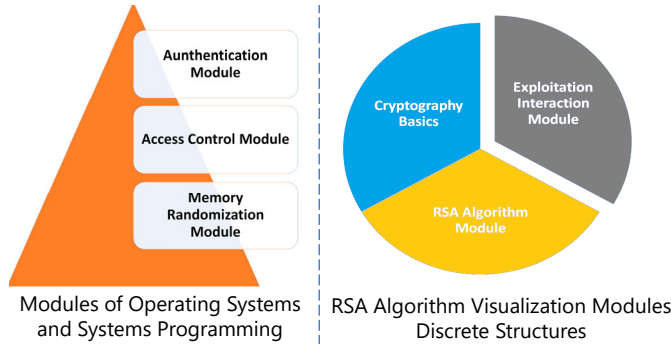 Aunthentication
Module
Access Control Module
Memory
Randomization
Module
Modules of Operating Systems
and Systems Programming
Cryptography
Basics
Exploitation
Interaction
Module
RSA Algorithm
Module
RSA Algorithm Visualization Modules
Discrete Structures